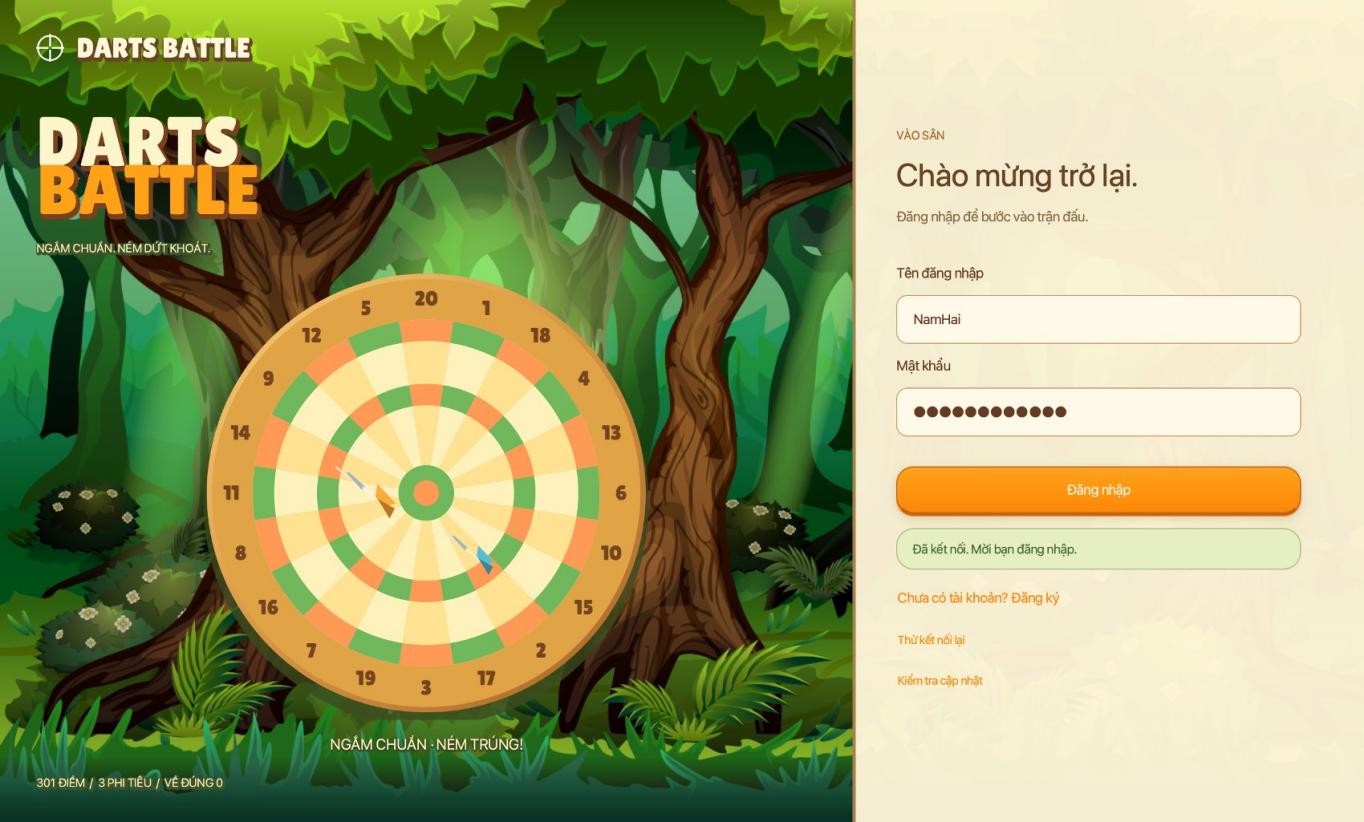 DARTS BATTLE
DARTS
BATTLE
NGẮM CHUẨN. NÉM DỨT KHOÁT.
20
1
18
4
13
6
10
15
2
17
3
19
7
16
8
11
14
9
12
5
NGẮM CHUẨN · NÉM TRÚNG!
301 ĐIỂM / 3 PHI TIÊU / VỀ ĐÚNG 0
VÀO SÂN
Chào mừng trở lại.
Đăng nhập để bước vào trận đấu.
Tên đăng nhập
NamHai
Mật khẩu
●●●●●●●●●●●●
Đăng nhập
Đã kết nối. Mời bạn đăng nhập.
Chưa có tài khoản? Đăng ký
Thử kết nối lại
Kiểm tra cập nhật